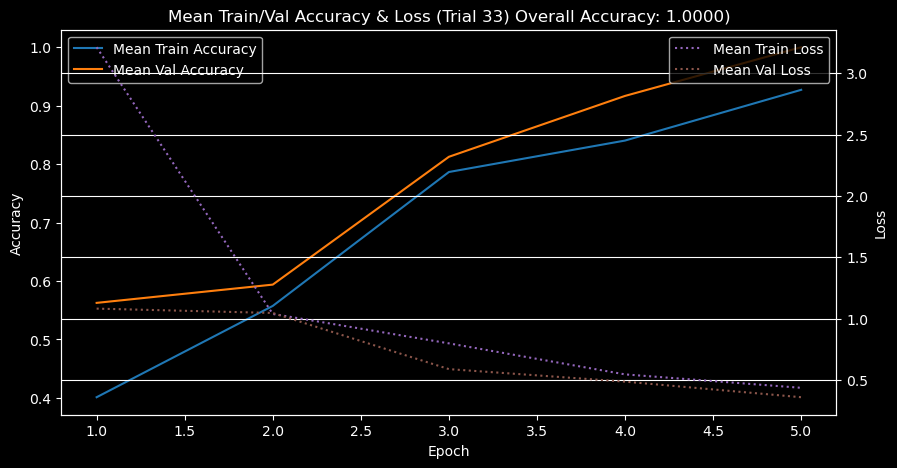 Mean Train/Val Accuracy & Loss (Trial 33) Overall Accuracy: 1.0000)
Mean Train Accuracy
Mean Val Accuracy
Mean Train Loss
Mean Val Loss
1.0
0.9
0.8
0.7
0.6
0.5
0.4
Accuracy
3.0
2.5
2.0
1.5
1.0
0.5
Loss
1.0 1.5 2.0 2.5 3.0 3.5 4.0 4.5 5.0
Epoch